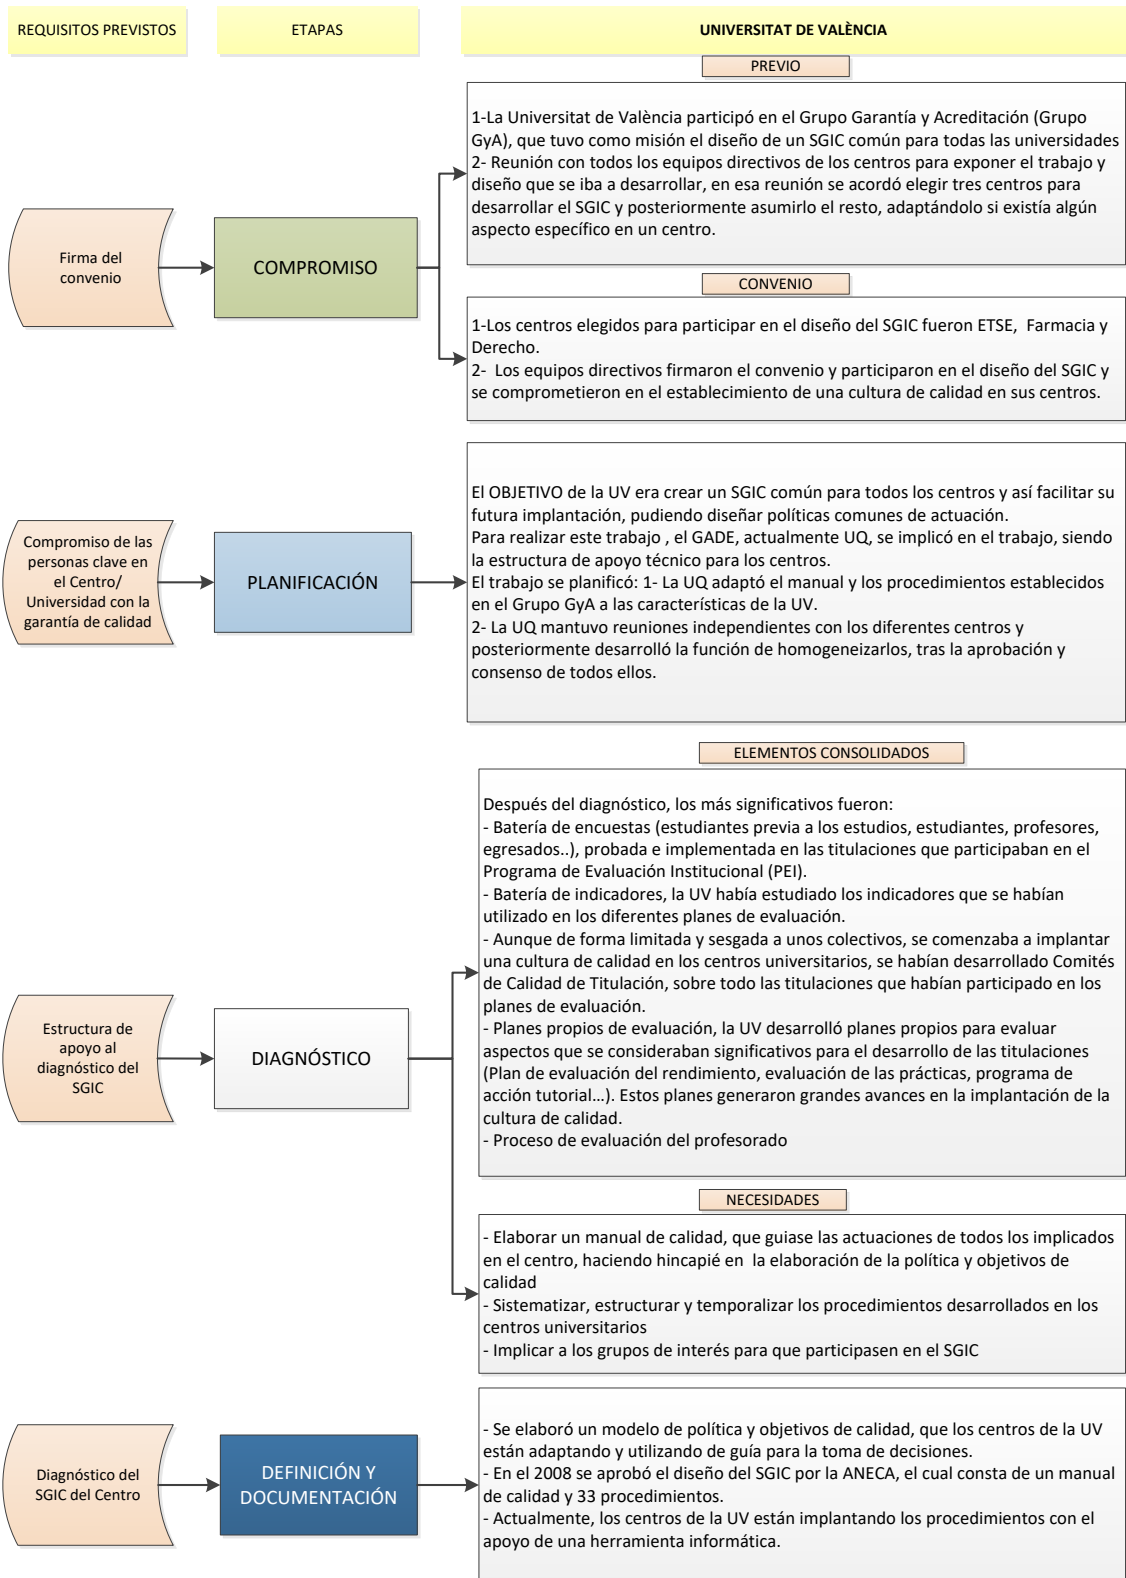 REQUISITOS PREVISTOS
ETAPAS
UNIVERSITAT DE VALÈNCIA
PREVIO
1-La Universitat de València participó en el Grupo Garantía y Acreditación (Grupo
GyA), que tuvo como misión el diseño de un SGIC común para todas las universidades
2- Reunión con todos los equipos directivos de los centros para exponer el trabajo y
diseño que se iba a desarrollar, en esa reunión se acordó elegir tres centros para
desarrollar el SGIC y posteriormente asumirlo el resto, adaptándolo si existía algún
aspecto específico en un centro.
Firma del
convenio
COMPROMISO
CONVENIO
1-Los centros elegidos para participar en el diseño del SGIC fueron ETSE, Farmacia y
Derecho.
2- Los equipos directivos firmaron el convenio y participaron en el diseño del SGIC y
se comprometieron en el establecimiento de una cultura de calidad en sus centros.
Compromiso de las
personas clave en
el Centro/
Universidad con la
garantía de calidad
PLANIFICACIÓN
El OBJETIVO de la UV era crear un SGIC común para todos los centros y así facilitar su
futura implantación, pudiendo diseñar políticas comunes de actuación.
Para realizar este trabajo , el GADE, actualmente UQ, se implicó en el trabajo, siendo
la estructura de apoyo técnico para los centros.
El trabajo se planificó: 1- La UQ adaptó el manual y los procedimientos establecidos
en el Grupo GyA a las características de la UV.
2- La UQ mantuvo reuniones independientes con los diferentes centros y
posteriormente desarrolló la función de homogeneizarlos, tras la aprobación y
consenso de todos ellos.
ELEMENTOS CONSOLIDADOS
Después del diagnóstico, los más significativos fueron:
- Batería de encuestas (estudiantes previa a los estudios, estudiantes, profesores,
egresados..), probada e implementada en las titulaciones que participaban en el
Programa de Evaluación Institucional (PEI).
- Batería de indicadores, la UV había estudiado los indicadores que se habían
utilizado en los diferentes planes de evaluación.
- Aunque de forma limitada y sesgada a unos colectivos, se comenzaba a implantar
una cultura de calidad en los centros universitarios, se habían desarrollado Comités
de Calidad de Titulación, sobre todo las titulaciones que habían participado en los
planes de evaluación.
- Planes propios de evaluación, la UV desarrolló planes propios para evaluar
aspectos que se consideraban significativos para el desarrollo de las titulaciones
(Plan de evaluación del rendimiento, evaluación de las prácticas, programa de
acción tutorial...). Estos planes generaron grandes avances en la implantación de la
cultura de calidad.
- Proceso de evaluación del profesorado
Estructura de
apoyo al
diagnóstico del
SGIC
DIAGNÓSTICO
NECESIDADES
- Elaborar un manual de calidad, que guiase las actuaciones de todos los implicados
en el centro, haciendo hincapié en la elaboración de la política y objetivos de
calidad
- Sistematizar, estructurar y temporalizar los procedimientos desarrollados en los
centros universitarios
- Implicar a los grupos de interés para que participasen en el SGIC
Diagnóstico del
SGIC del Centro
DEFINICIÓN Y
DOCUMENTACIÓN
- Se elaboró un modelo de política y objetivos de calidad, que los centros de la UV
están adaptando y utilizando de guía para la toma de decisiones.
- En el 2008 se aprobó el diseño del SGIC por la ANECA, el cual consta de un manual
de calidad y 33 procedimientos.
- Actualmente, los centros de la UV están implantando los procedimientos con el
apoyo de una herramienta informática.